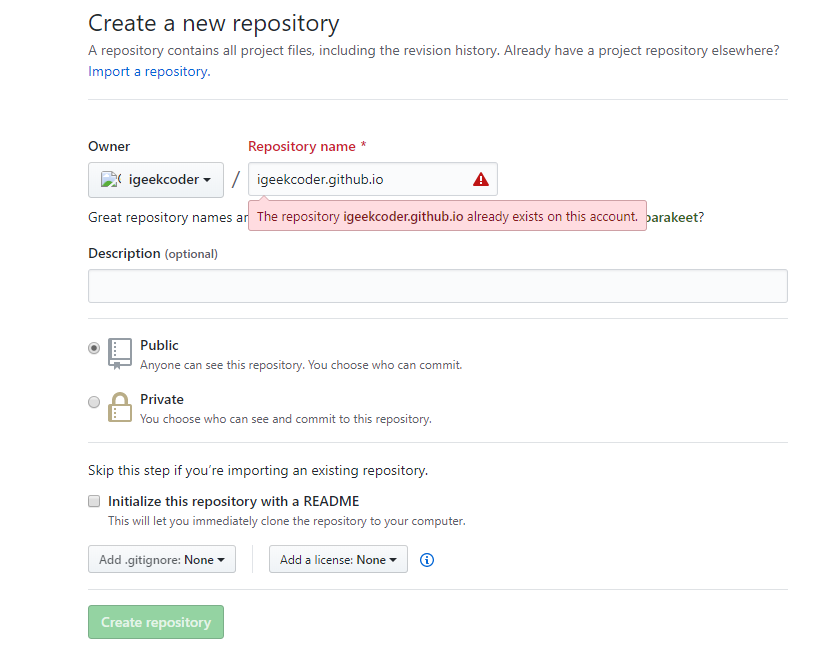 Create a new repository
A repository contains all project files, including the revision history. Already have a project repository elsewhere?
Import a repository.
Owner
Repository name *
igeekcoder
/
igeekcoder.github.io
Great repository names
The repository igeekcoder.github.io already exists on this account.
parakeet?
Description (optional)
Public
Anyone can see this repository. You choose who can commit.
Private
You choose who can see and commit to this repository.
Skip this step if you're importing an existing repository.
Initialize this repository with a README
This will let you immediately clone the repository to your computer.
Add .gitignore: None
Add a license: None
Create repository